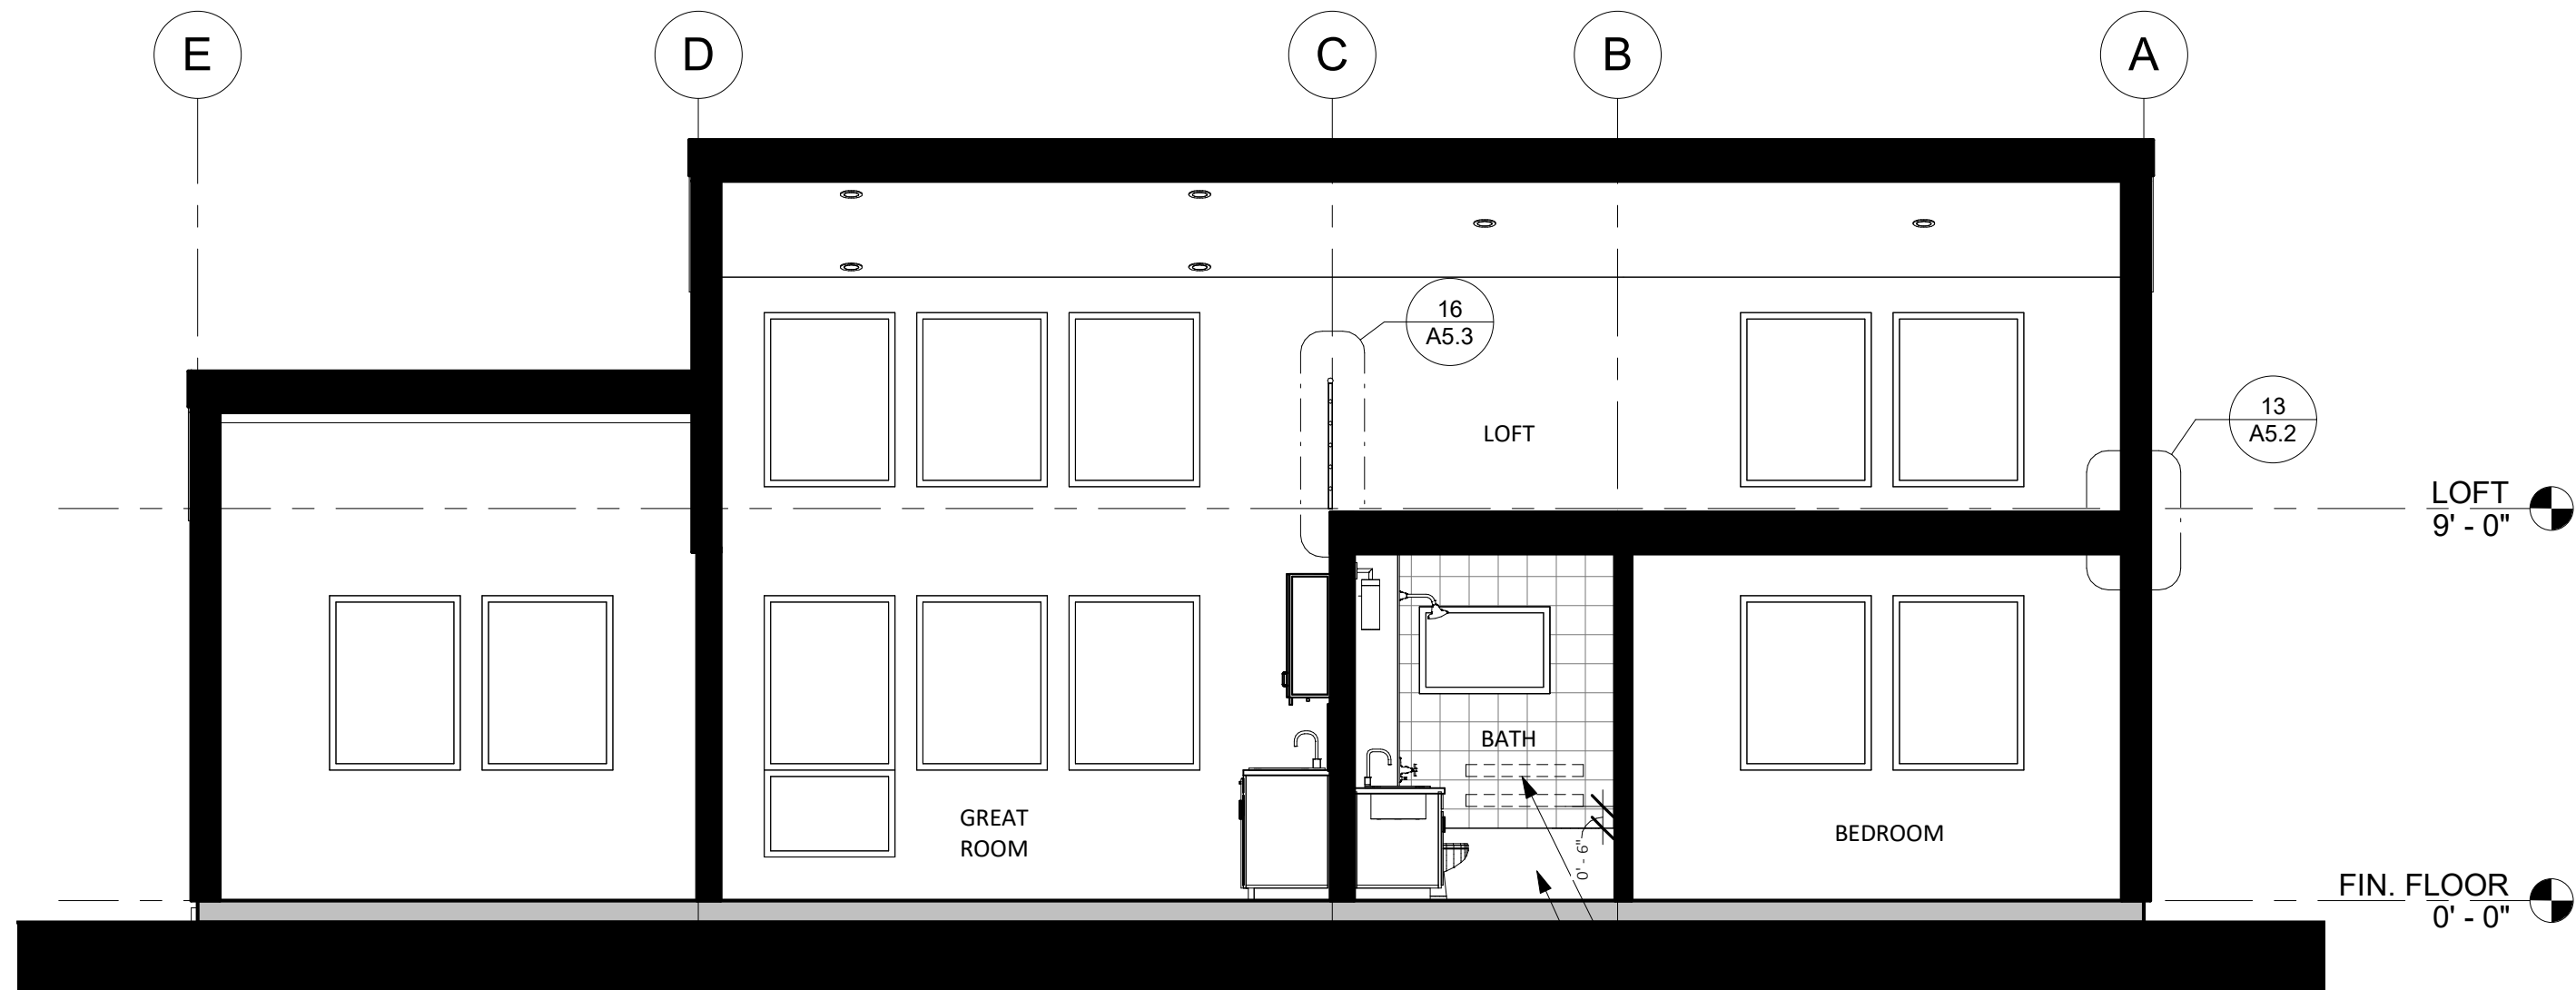 E
D
C
B
A
16
A5.3
13
A5.2
LOFT
LOFT
9' - 0"
BATH
GREAT
ROOM
BEDROOM
0' - 6"
FIN. FLOOR
0' - 0"